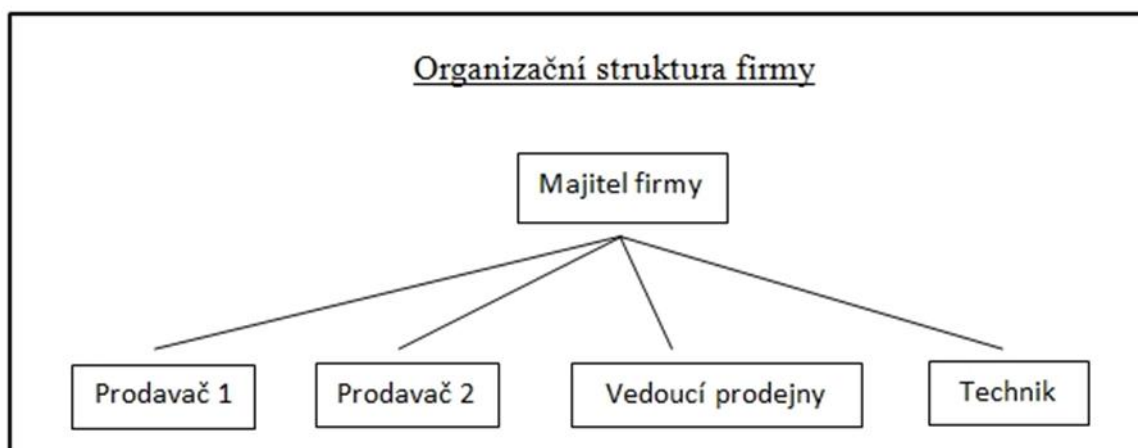 Organizační struktura firmy
Majitel firmy
Prodavač 1
Prodavač 2
Vedoucí prodejny
Technik